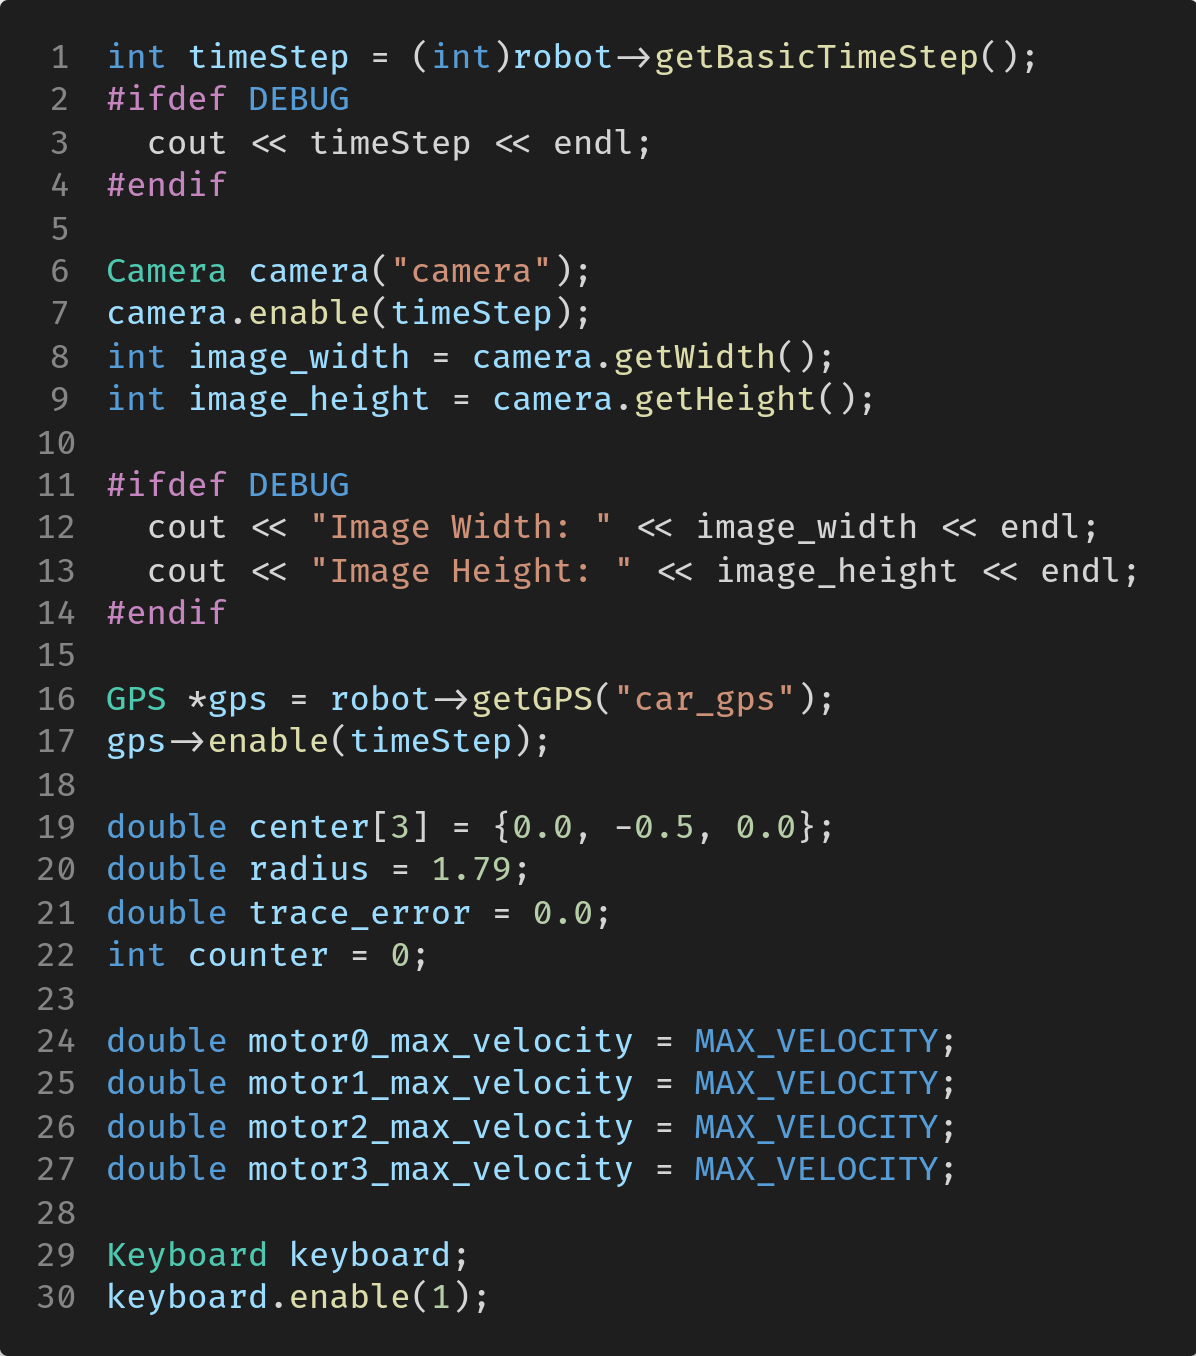 1 int timeStep = (int)robot->getBasicTimeStep();
2 #ifdef DEBUG
3   cout << timeStep << endl;
4 #endif
5
6 Camera camera("camera");
7 camera.enable(timeStep);
8 int image_width = camera.getWidth();
9 int image_height = camera.getHeight();
10
11 #ifdef DEBUG
12   cout << "Image Width: " << image_width << endl;
13   cout << "Image Height: " << image_height << endl;
14 #endif
15
16 GPS *gps = robot->getGPS("car_gps");
17 gps->enable(timeStep);
18
19 double center[3] = {0.0, -0.5, 0.0};
20 double radius = 1.79;
21 double trace_error = 0.0;
22 int counter = 0;
23
24 double motor0_max_velocity = MAX_VELOCITY;
25 double motor1_max_velocity = MAX_VELOCITY;
26 double motor2_max_velocity = MAX_VELOCITY;
27 double motor3_max_velocity = MAX_VELOCITY;
28
29 Keyboard keyboard;
30 keyboard.enable(1);